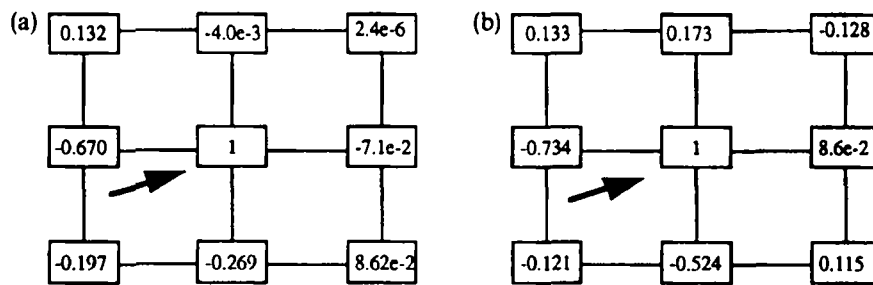 (a) 0.132 -4.0e-3 2.4e-6
-0.670 1 -7.1e-2
-0.197 -0.269 8.62e-2
(b) 0.133 0.173 -0.128
-0.734 1 8.6e-2
-0.121 -0.524 0.115